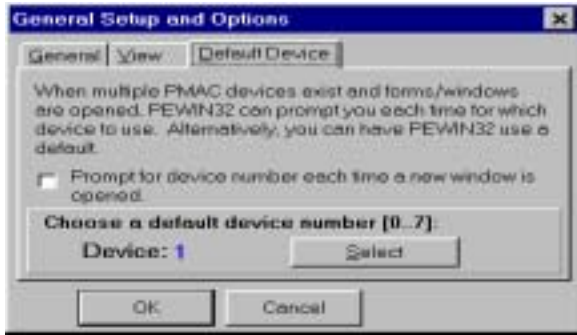 General Setup and Options
General View Default Device
When multiple PMAC devices exist and forms/windows
are opened, PEWIN32 can prompt you each time for which
device to use. Alternatively, you can have PEWIN32 use a
default.
Prompt for device number each time a new window is
opened.
Choose a default device number [0..7]:
Device: 1 Select
OK Cancel